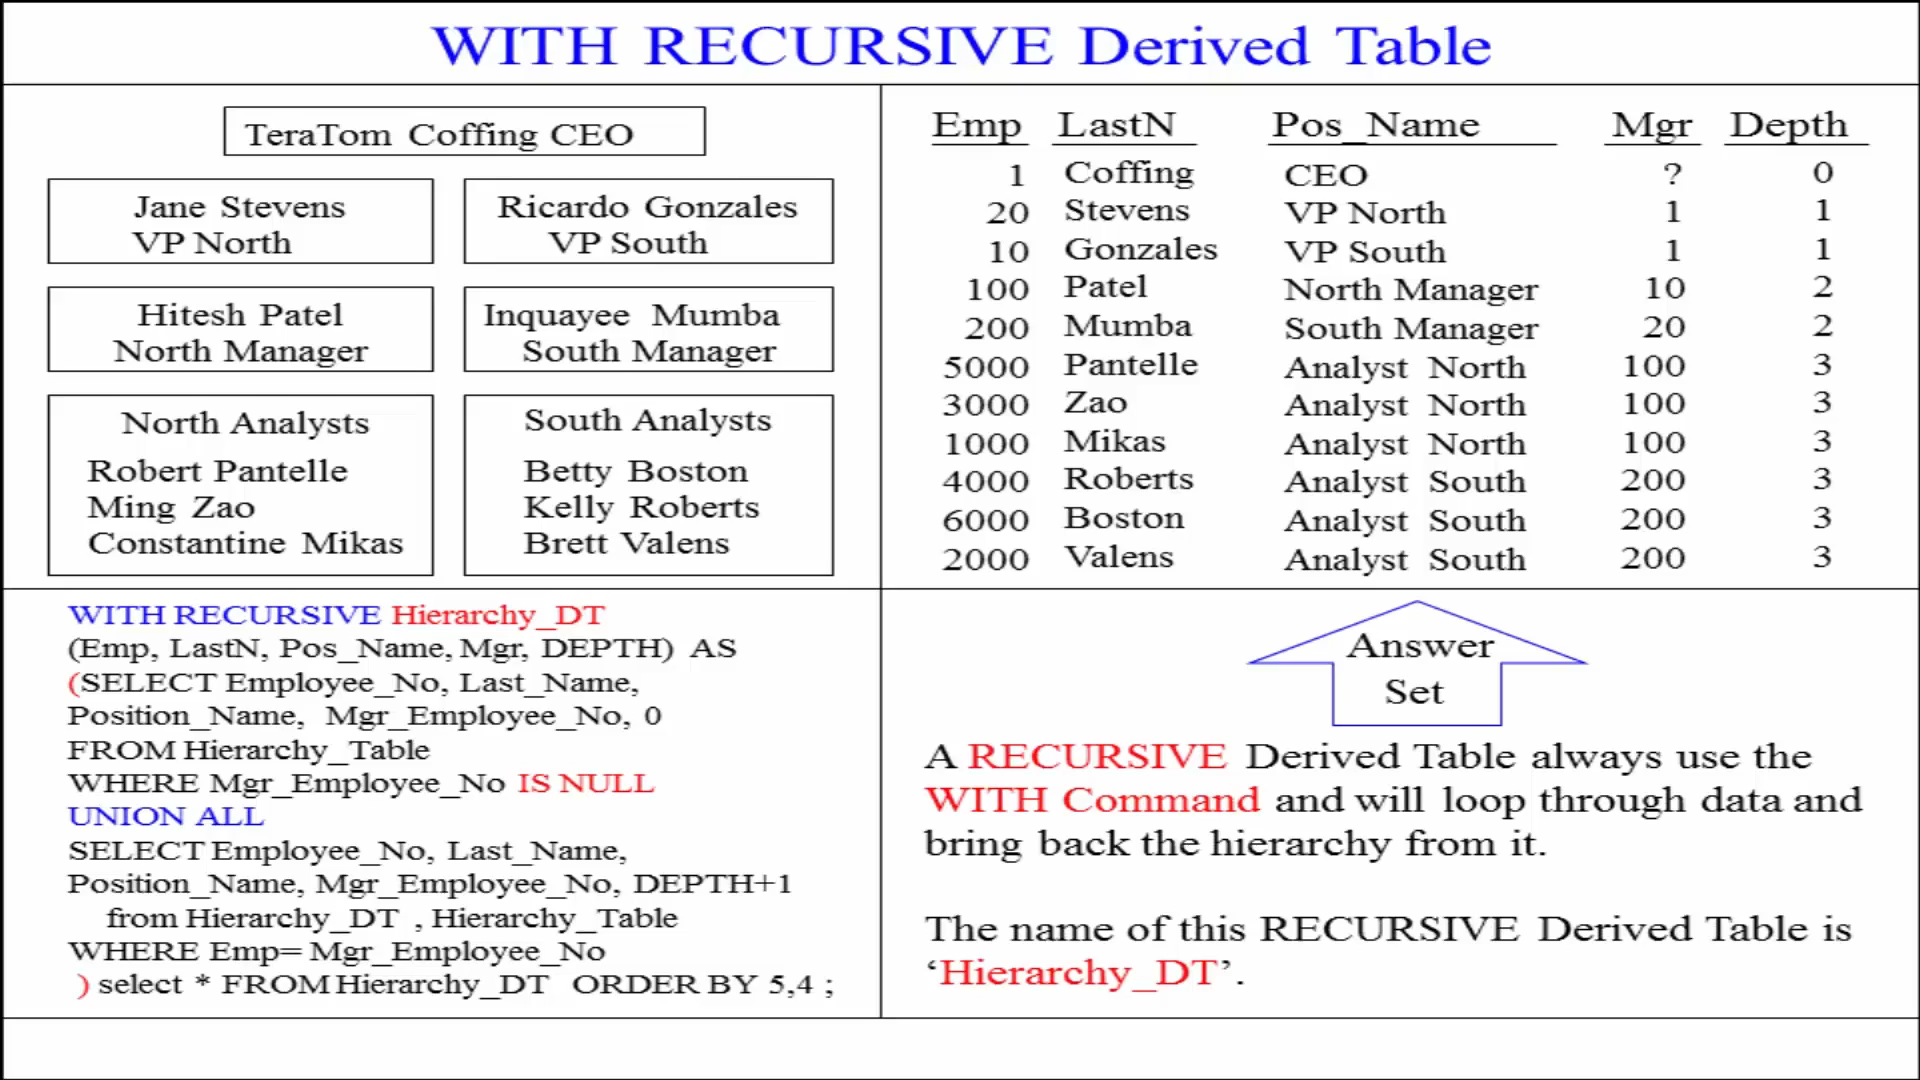 WITH RECURSIVE Derived Table
TeraTom Coffing CEO
Jane Stevens
VP North
Ricardo Gonzales
VP South
Hitesh Patel
North Manager
Inquayee Mumba
South Manager
North Analysts
Robert Pantelle
Ming Zao
Constantine Mikas
South Analysts
Betty Boston
Kelly Roberts
Brett Valens
Emp LastN Pos_Name Mgr Depth
1 Coffing CEO ? 0
20 Stevens VP North 1 1
10 Gonzales VP South 1 1
100 Patel North Manager 10 2
200 Mumba South Manager 20 2
5000 Pantelle Analyst North 100 3
3000 Zao Analyst North 100 3
1000 Mikas Analyst North 100 3
4000 Roberts Analyst South 200 3
6000 Boston Analyst South 200 3
2000 Valens Analyst South 200 3
WITH RECURSIVE Hierarchy_DT
(Emp, LastN, Pos_Name, Mgr, DEPTH) AS
(SELECT Employee_No, Last_Name,
Position_Name, Mgr_Employee_No, 0
FROM Hierarchy_Table
WHERE Mgr_Employee_No IS NULL
UNION ALL
SELECT Employee_No, Last_Name,
Position_Name, Mgr_Employee_No, DEPTH+1
from Hierarchy_DT , Hierarchy_Table
WHERE Emp= Mgr_Employee_No
) select * FROM Hierarchy_DT ORDER BY 5,4 ;
Answer
Set
A RECURSIVE Derived Table always use the
WITH Command and will loop through data and
bring back the hierarchy from it.
The name of this RECURSIVE Derived Table is
‘Hierarchy_DT’.